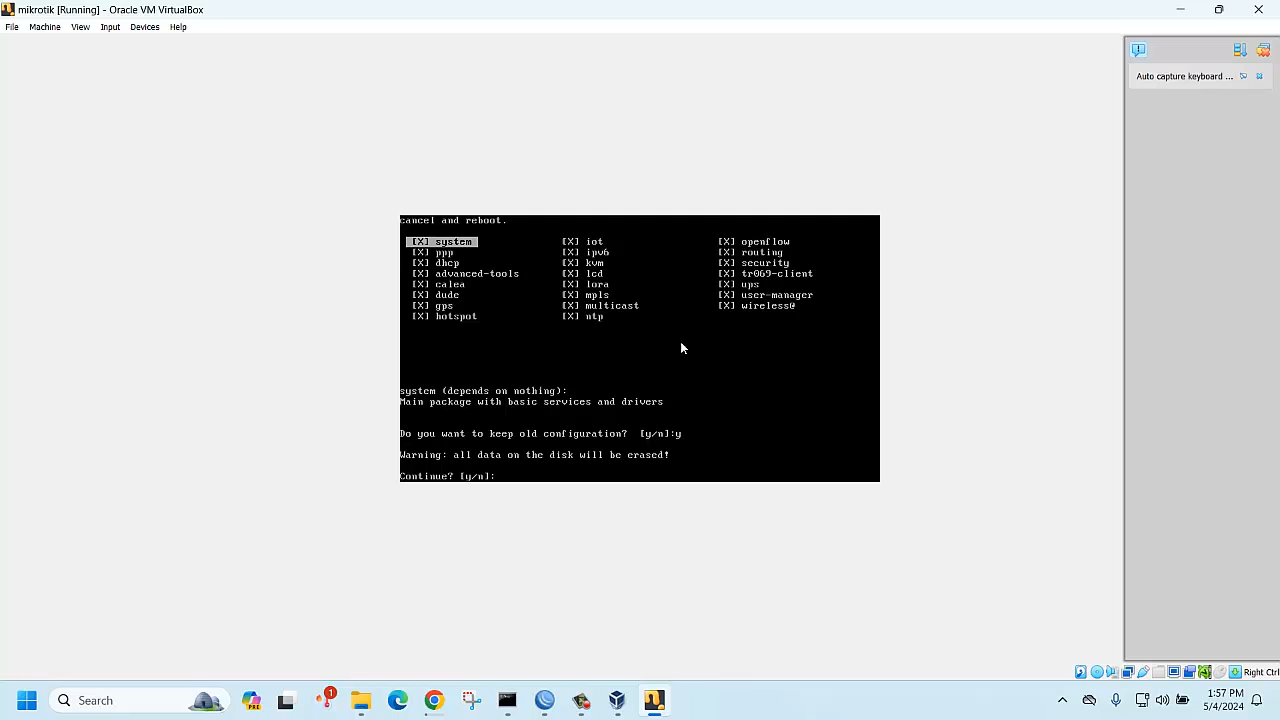 mikrotik [Running] - Oracle VM VirtualBox
File Machine View Input Devices Help
Auto capture keyboard ...
cancel and reboot.
[X] system [X] iot [X] openflow
[X] ppp [X] ipv6 [X] routing
[X] dhcp [X] kvm [X] security
[X] advanced-tools [X] lcd [X] tr069-client
[X] calea [X] lora [X] ups
[X] dude [X] mpls [X] user-manager
[X] gps [X] multicast [X] wireless@
[X] hotspot [X] ntp
system (depends on nothing):
Main package with basic services and drivers
Do you want to keep old configuration? [y/n]:y
Warning: all data on the disk will be erased!
Continue? [y/n]:
Right Ctrl
Search
PRE
1
1:57 PM
5/4/2024